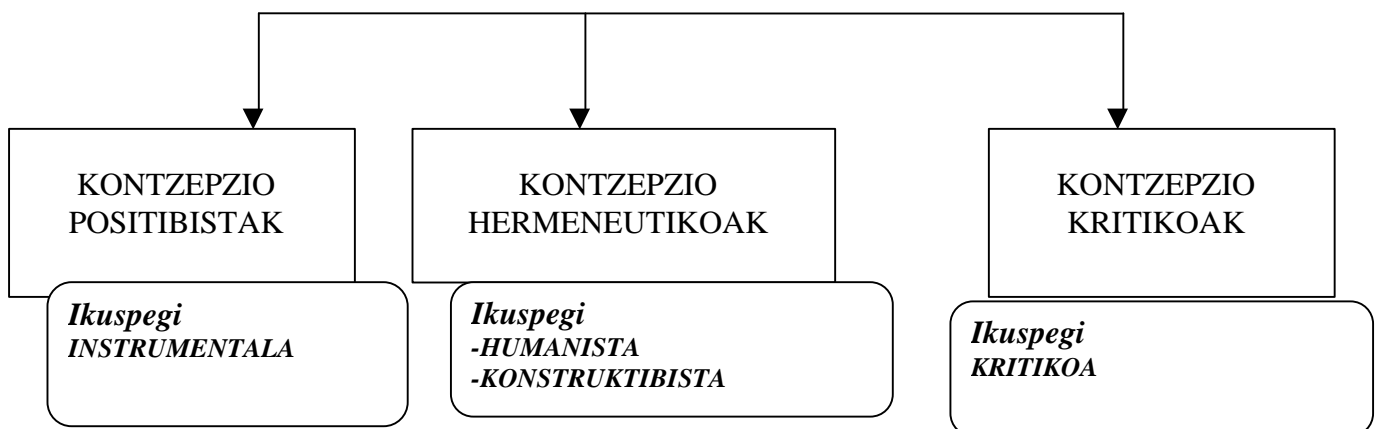 KONTZEPZIO
POSITIBISTAK
KONTZEPZIO
HERMENEUTIKOAK
KONTZEPZIO
KRITIKOAK
Ikuspegi
INSTRUMENTALA
Ikuspegi
-HUMANISTA
-KONSTRUKTIBISTA
Ikuspegi
KRITIKOA